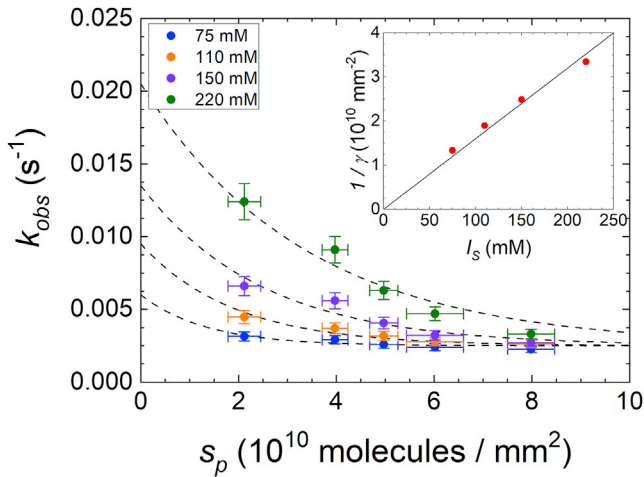 0.025
0.020
0.015
0.010
0.005
0.000
k_obs (s⁻¹)
75 mM
110 mM
150 mM
220 mM
4
3
2
1
0
1 / γ (10¹⁰ mm⁻²)
0 50 100 150 200 250
I_S (mM)
0 2 4 6 8 10
s_p (10¹⁰ molecules / mm²)